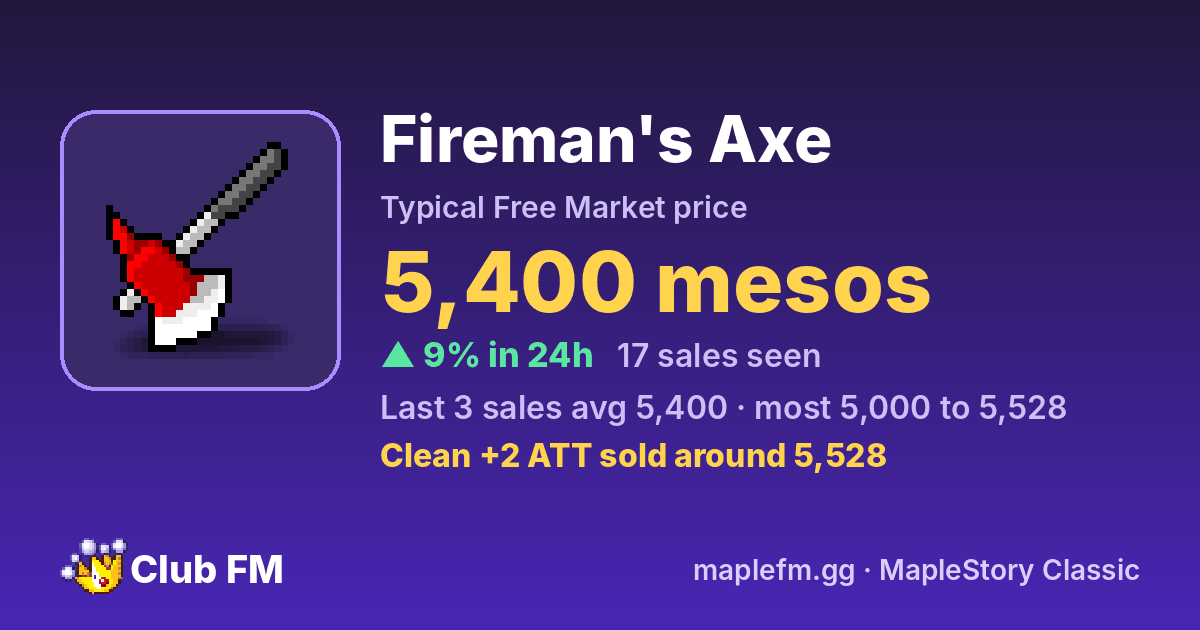 Fireman's Axe
Typical Free Market price
5,400 mesos
▲ 9% in 24h 17 sales seen
Last 3 sales avg 5,400 · most 5,000 to 5,528
Clean +2 ATT sold around 5,528
Club FM
maplefm.gg · MapleStory Classic